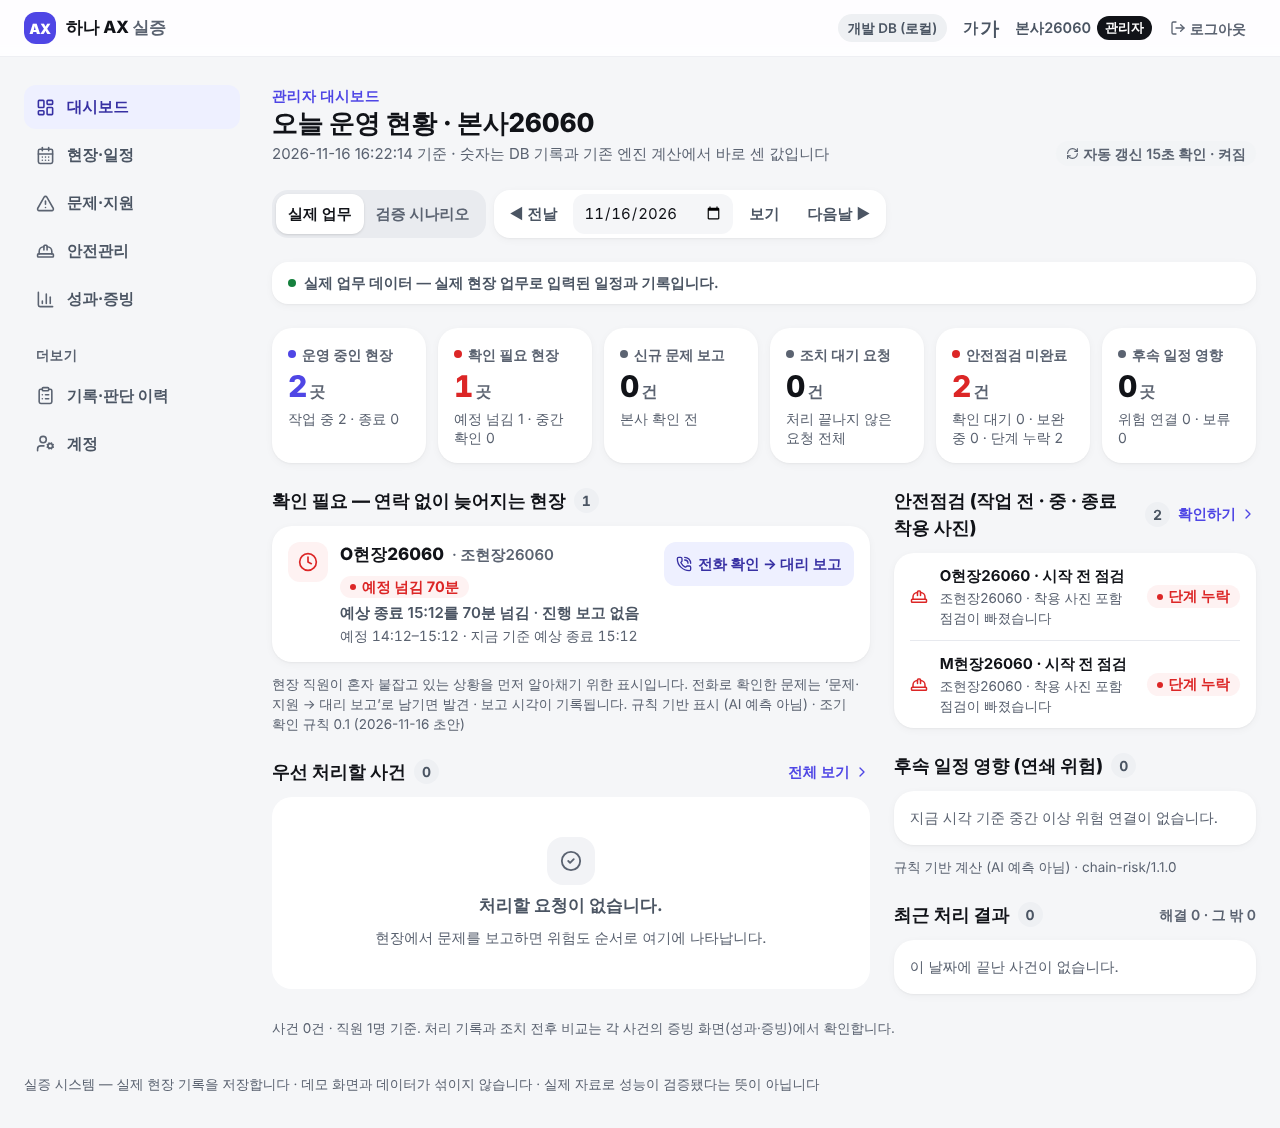 AX 하나 AX 실증
개발 DB (로컬) 가 가 본사26060 관리자 로그아웃
대시보드
현장·일정
문제·지원
안전관리
성과·증빙
더보기
기록·판단 이력
계정
관리자 대시보드
오늘 운영 현황 · 본사26060
2026-11-16 16:22:14 기준 · 숫자는 DB 기록과 기존 엔진 계산에서 바로 센 값입니다
자동 갱신 15초 확인 · 켜짐
실제 업무 검증 시나리오 ◀ 전날 11/16/2026 보기 다음날 ▶
실제 업무 데이터 — 실제 현장 업무로 입력된 일정과 기록입니다.
운영 중인 현장
2곳
작업 중 2 · 종료 0
확인 필요 현장
1곳
예정 넘김 1 · 중간
확인 0
신규 문제 보고
0건
본사 확인 전
조치 대기 요청
0건
처리 끝나지 않은
요청 전체
안전점검 미완료
2건
확인 대기 0 · 보완
중 0 · 단계 누락 2
후속 일정 영향
0곳
위험 연결 0 · 보류
0
확인 필요 — 연락 없이 늦어지는 현장 1
O현장26060 · 조현장26060
예정 넘김 70분
예상 종료 15:12를 70분 넘김 · 진행 보고 없음
예정 14:12–15:12 · 지금 기준 예상 종료 15:12
전화 확인 → 대리 보고
현장 직원이 혼자 붙잡고 있는 상황을 먼저 알아채기 위한 표시입니다. 전화로 확인한 문제는 ‘문제·
지원 → 대리 보고’로 남기면 발견 · 보고 시각이 기록됩니다. 규칙 기반 표시 (AI 예측 아님) · 조기
확인 규칙 0.1 (2026-11-16 초안)
우선 처리할 사건 0 전체 보기
처리할 요청이 없습니다.
현장에서 문제를 보고하면 위험도 순서로 여기에 나타납니다.
안전점검 (작업 전 · 중 · 종료
착용 사진)
2 확인하기
O현장26060 · 시작 전 점검
조현장26060 · 착용 사진 포함
점검이 빠졌습니다
단계 누락
M현장26060 · 시작 전 점검
조현장26060 · 착용 사진 포함
점검이 빠졌습니다
단계 누락
후속 일정 영향 (연쇄 위험) 0
지금 시각 기준 중간 이상 위험 연결이 없습니다.
규칙 기반 계산 (AI 예측 아님) · chain-risk/1.1.0
최근 처리 결과 0 해결 0 · 그 밖 0
이 날짜에 끝난 사건이 없습니다.
사건 0건 · 직원 1명 기준. 처리 기록과 조치 전후 비교는 각 사건의 증빙 화면(성과·증빙)에서 확인합니다.
실증 시스템 — 실제 현장 기록을 저장합니다 · 데모 화면과 데이터가 섞이지 않습니다 · 실제 자료로 성능이 검증됐다는 뜻이 아닙니다